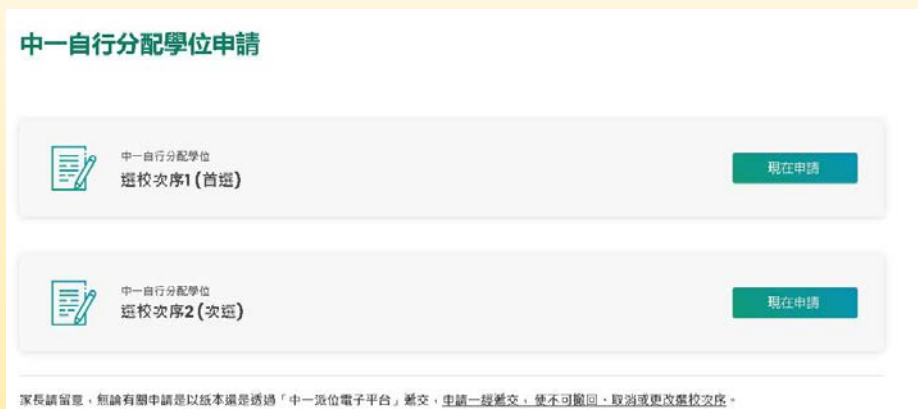 中一自行分配學位申請
中一自行分配學位
選校次序1 (首選)
現在申請
中一自行分配學位
選校次序2 (次選)
現在申請
家長請留意，無論有關申請是以紙本還是透過「中一派位電子平台」遞交，申請一經遞交，便不可撤回、取消或更改選校次序。